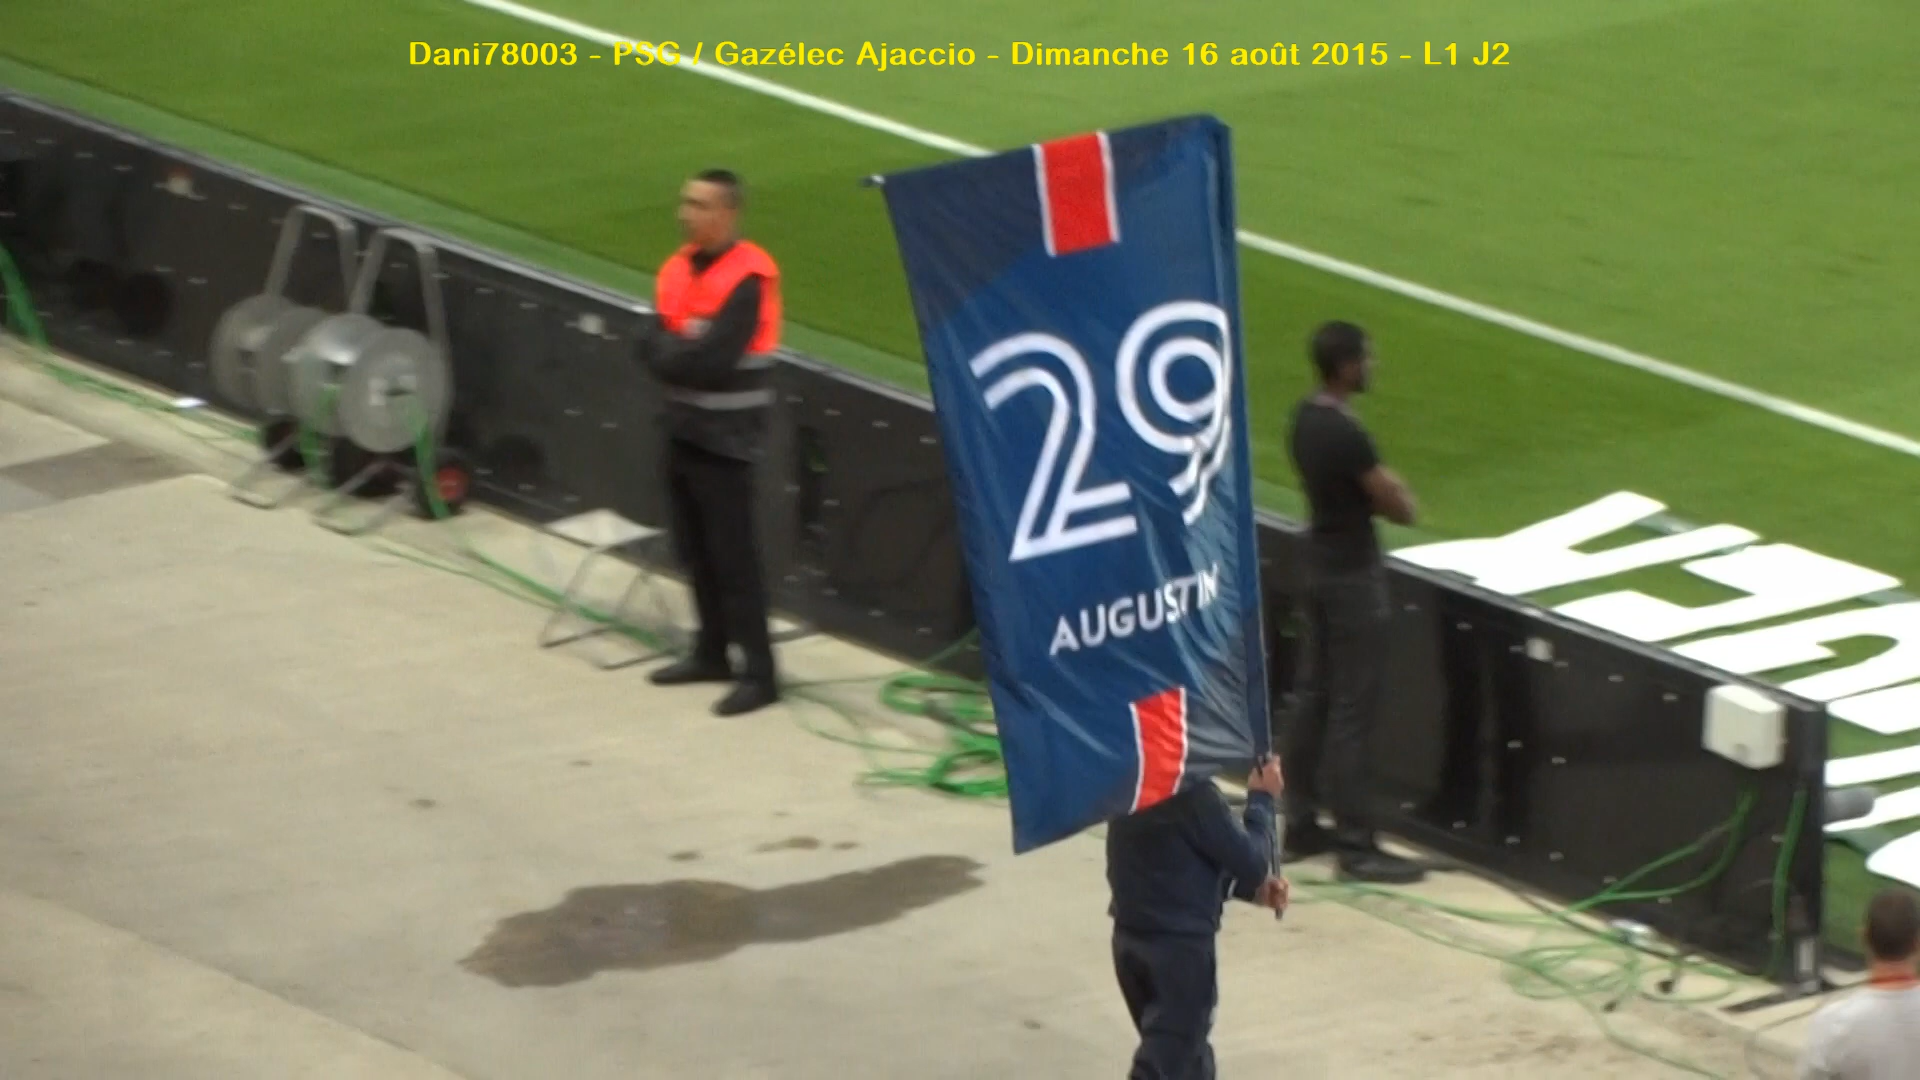 Dani78003 - PSG / Gazélec Ajaccio - Dimanche 16 août 2015 - L1 J2
29
AUGUSTIN